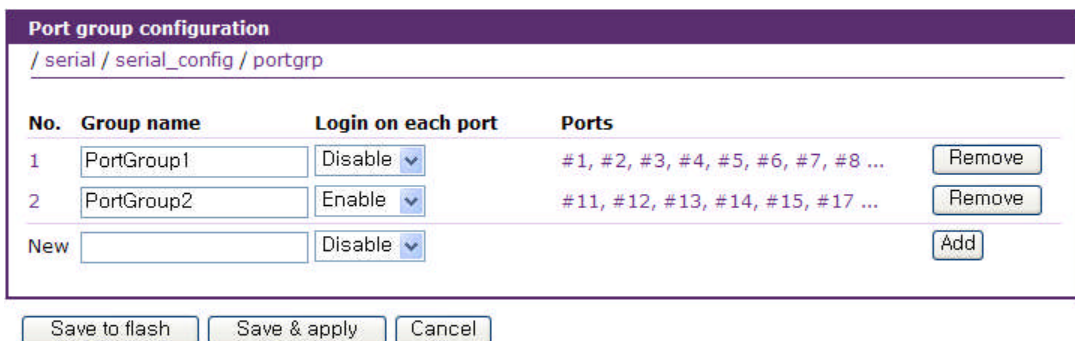 Port group configuration
/ serial / serial_config / portgrp
No. Group name Login on each port Ports
1 PortGroup1 Disable #1, #2, #3, #4, #5, #6, #7, #8 ... Remove
2 PortGroup2 Enable #11, #12, #13, #14, #15, #17 ... Remove
New Disable Add
Save to flash Save & apply Cancel